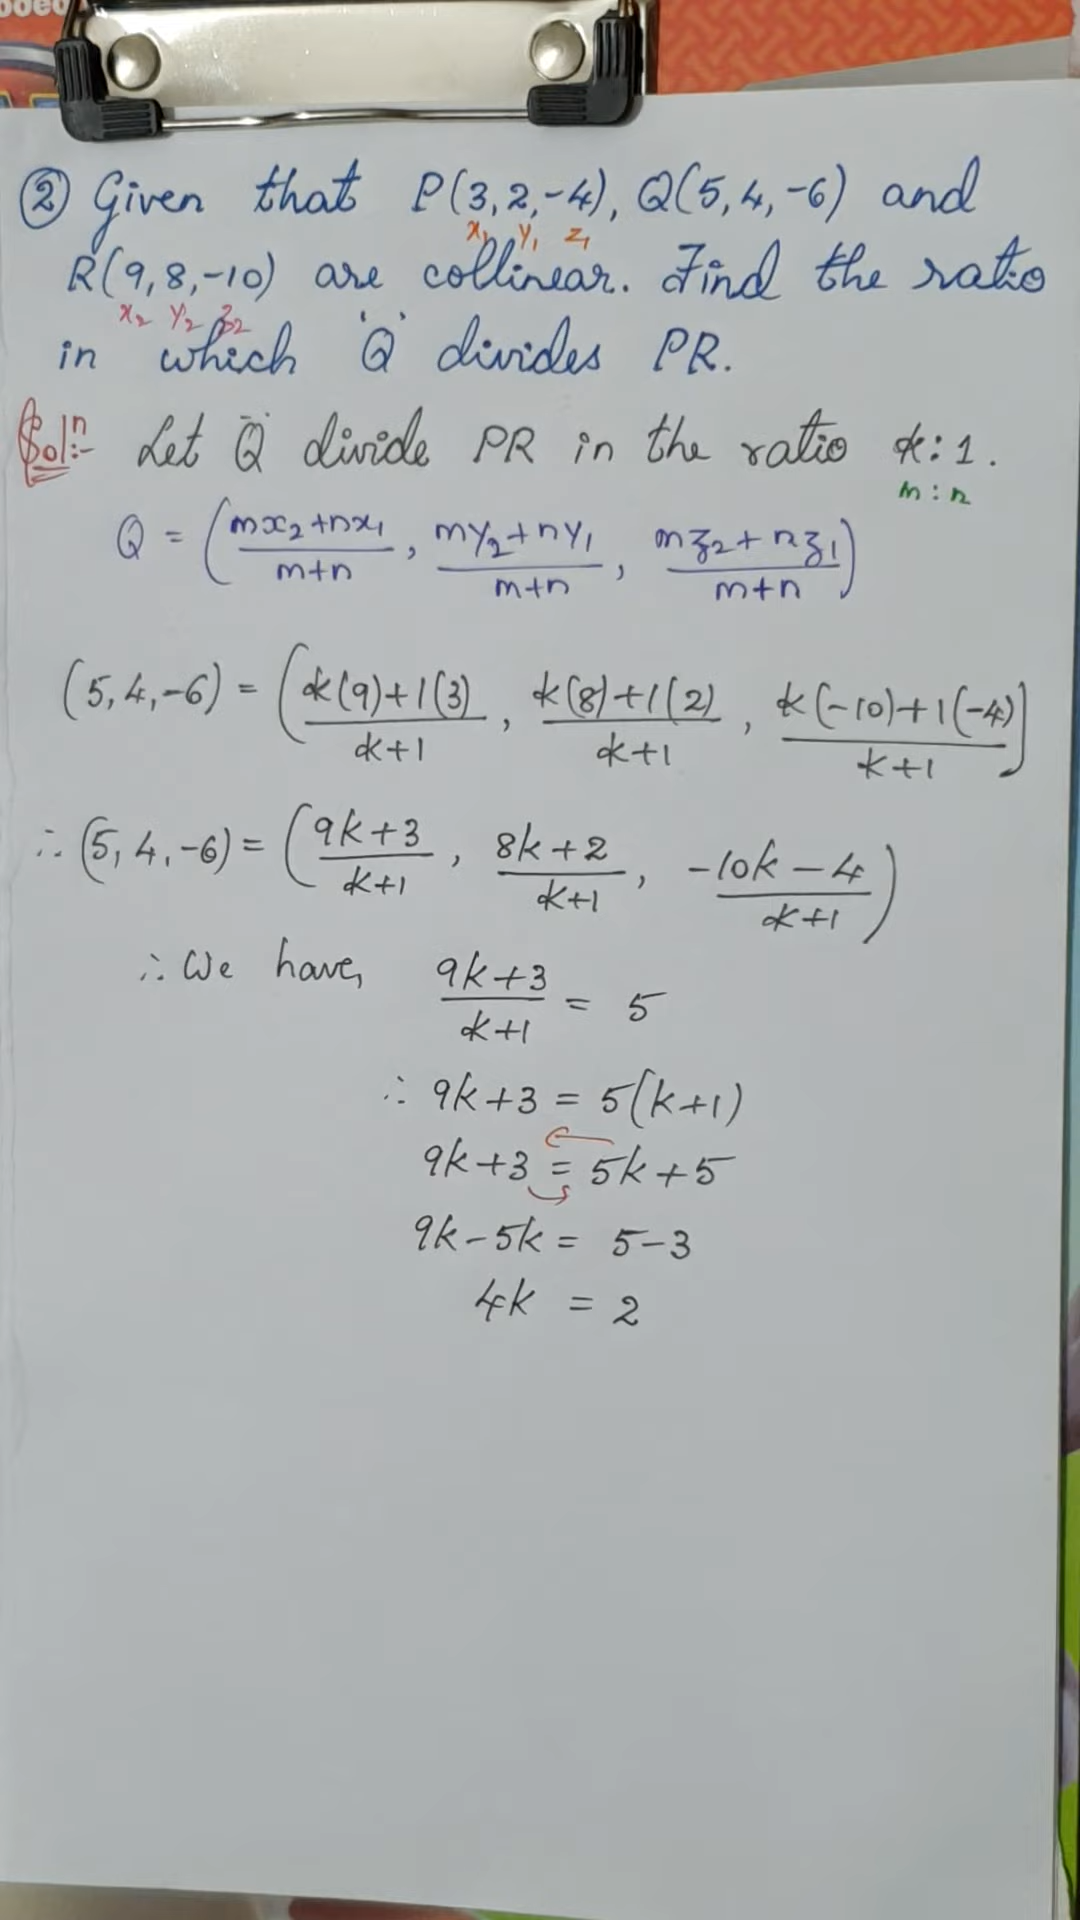 ② Given that P(3,2,-4), Q(5,4,-6) and
x₁ y₁ z₁
R(9,8,-10) are collinear. Find the ratio
x₂ y₂ z₂
in which 'Q' divides PR.
Solⁿ:- Let Q divide PR in the ratio k:1.
m:n
Q = ((mx₂+nx₁)/(m+n), (my₂+ny₁)/(m+n), (mz₂+nz₁)/(m+n))
(5,4,-6) = ((k(9)+1(3))/(k+1), (k(8)+1(2))/(k+1), (k(-10)+1(-4))/(k+1))
∴ (5,4,-6) = ((9k+3)/(k+1), (8k+2)/(k+1), (-10k-4)/(k+1))
∴ We have, (9k+3)/(k+1) = 5
∴ 9k+3 = 5(k+1)
9k+3 = 5k+5
9k-5k = 5-3
4k = 2